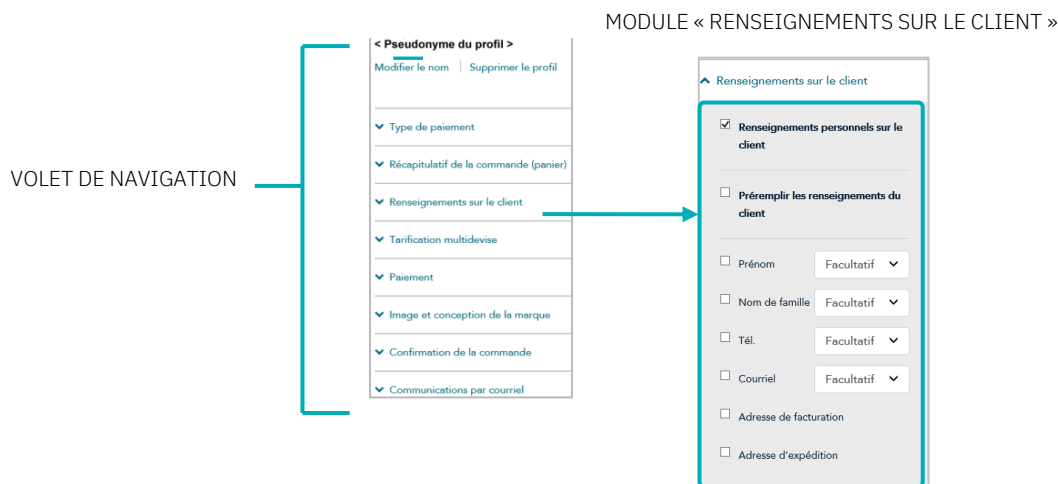 MODULE « RENSEIGNEMENTS SUR LE CLIENT »
VOLET DE NAVIGATION
< Pseudonyme du profil >
Modifier le nom | Supprimer le profil
Type de paiement
Récapitulatif de la commande (panier)
Renseignements sur le client
Tarification multidevise
Paiement
Image et conception de la marque
Confirmation de la commande
Communications par courriel
Renseignements sur le client
Renseignements personnels sur le
client
Préremplir les renseignements du
client
Prénom Facultatif
Nom de famille Facultatif
Tél. Facultatif
Courriel Facultatif
Adresse de facturation
Adresse d'expédition